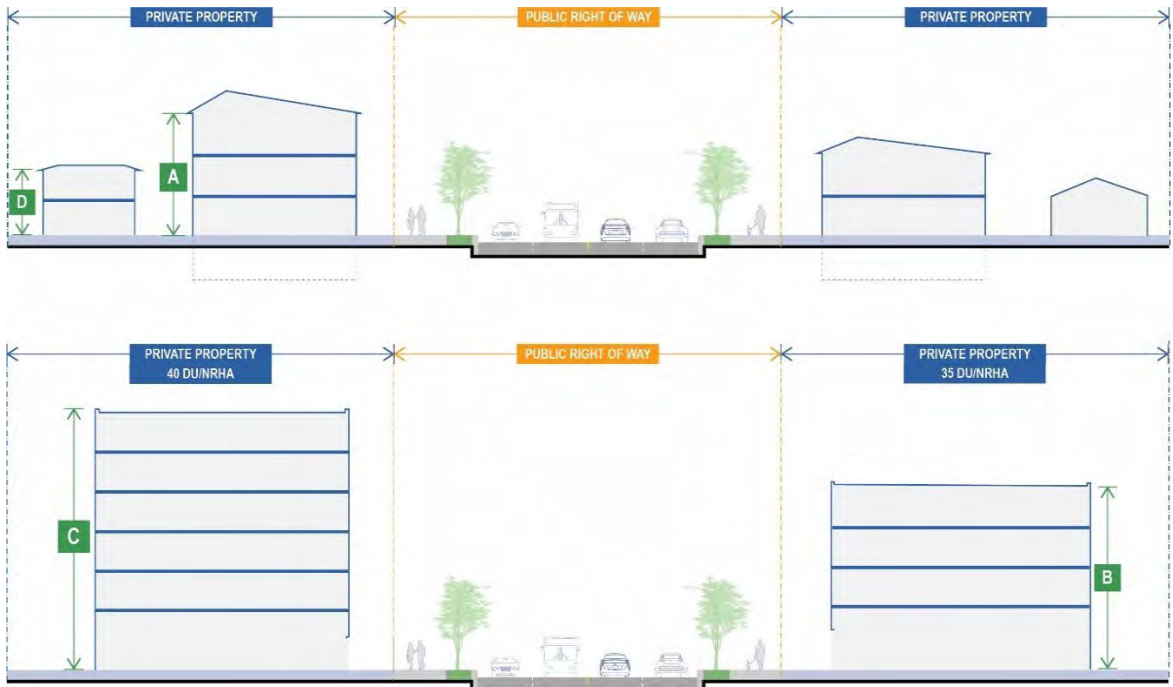 PRIVATE PROPERTY
PUBLIC RIGHT OF WAY
PRIVATE PROPERTY
A
D
PRIVATE PROPERTY
40 DU/NRHA
PUBLIC RIGHT OF WAY
PRIVATE PROPERTY
35 DU/NRHA
C
B